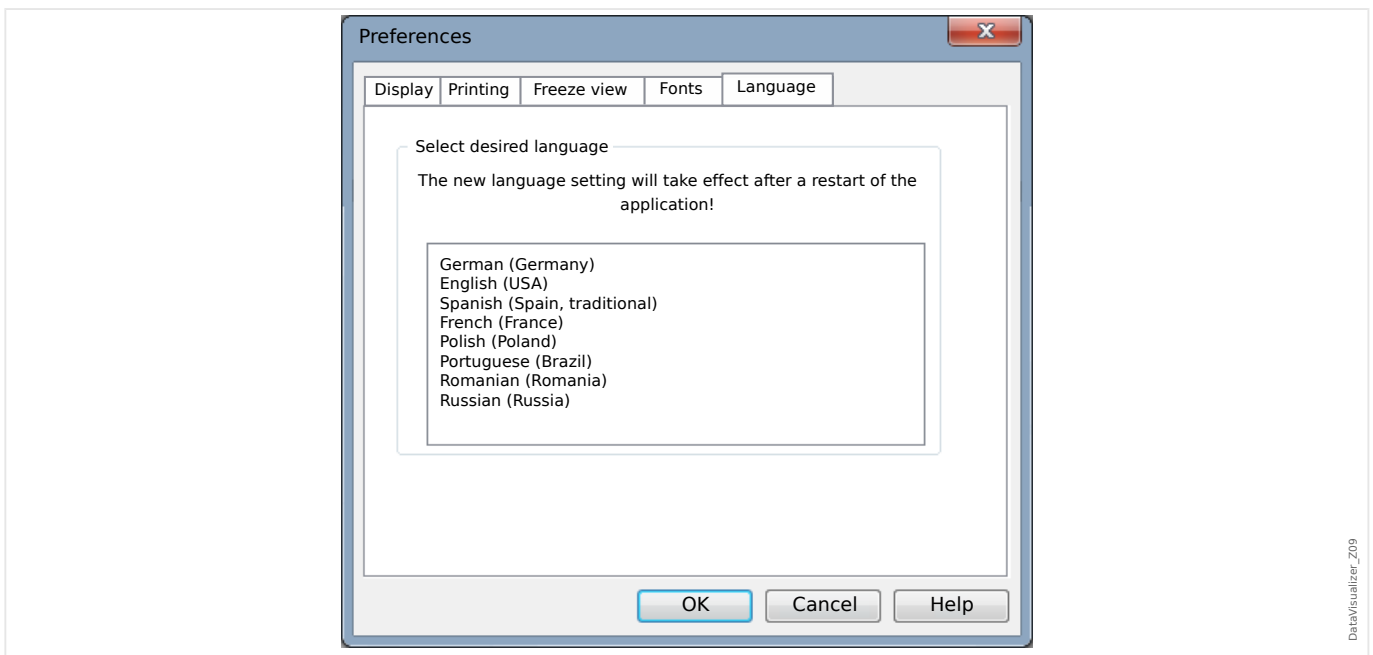 Preferences
x
Display Printing Freeze view Fonts Language
Select desired language
The new language setting will take effect after a restart of the
application!
German (Germany)
English (USA)
Spanish (Spain, traditional)
French (France)
Polish (Poland)
Portuguese (Brazil)
Romanian (Romania)
Russian (Russia)
OK Cancel Help
DataVisualizer_Z09